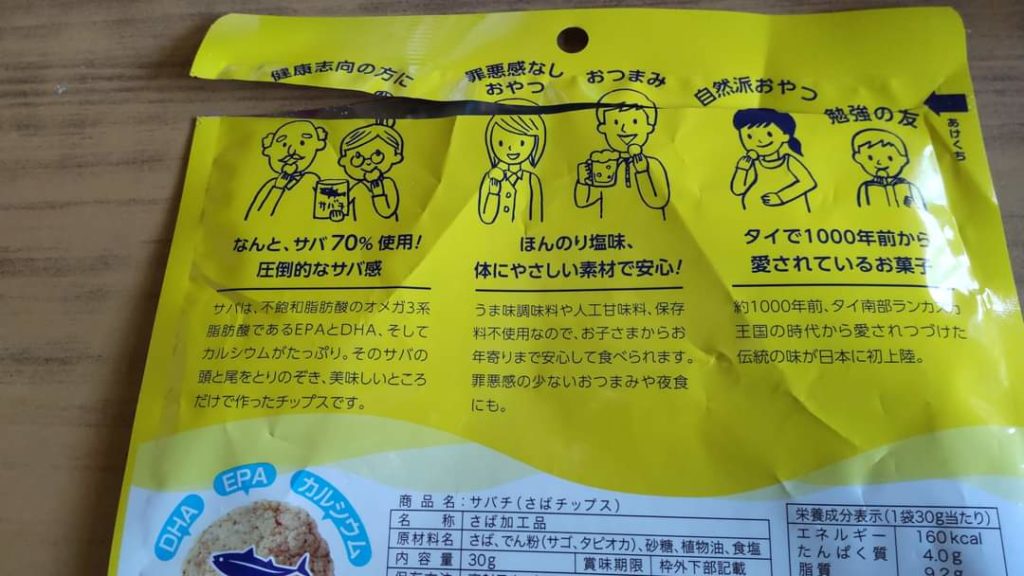 健康志向の方に
罪悪感なし
おやつ
おつまみ
自然派おやつ
勉強の友
あけくち
サバチ
なんと、サバ70%使用!
圧倒的なサバ感
サバは、不飽和脂肪酸のオメガ3系
脂肪酸であるEPAとDHA、そして
カルシウムがたっぷり。そのサバの
頭と尾をとりのぞき、美味しいところ
だけで作ったチップスです。
ほんのり塩味、
体にやさしい素材で安心!
うま味調味料や人工甘味料、保存
料不使用なので、お子さまからお
年寄りまで安心して食べられます。
罪悪感の少ないおつまみや夜食
にも。
タイで1000年前から
愛されているお菓子
約1000年前、タイ南部ランカスカ
王国の時代から愛されつづけた
伝統の味が日本に初上陸。
DHA
EPA
カルシウム
商品名:サバチ(さばチップス)
名称 さば加工品
原材料名 さば、でん粉(サゴ、タピオカ)、砂糖、植物油、食塩
内容量 30g 賞味期限 枠外下部記載
栄養成分表示(1袋30g当たり)
エネルギー 160kcal
たんぱく質 4.0g
脂質 9.2g